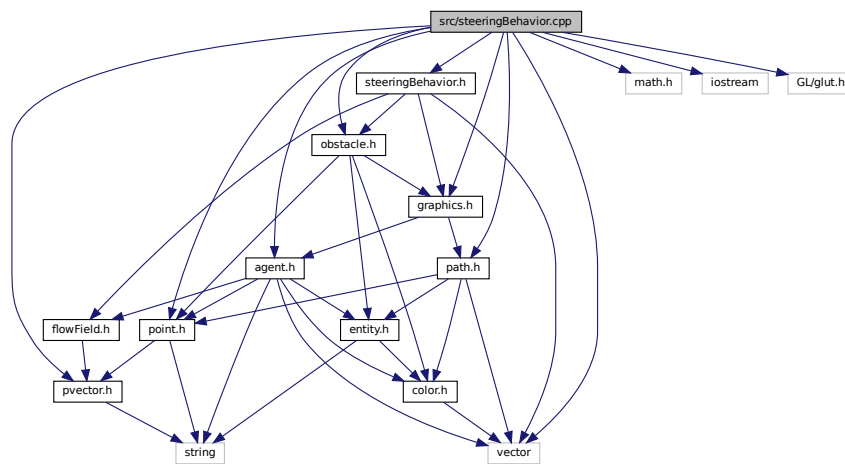 src/steeringBehavior.cpp
steeringBehavior.h
math.h
iostream
GL/glut.h
obstacle.h
graphics.h
agent.h
path.h
flowField.h
point.h
entity.h
pvector.h
color.h
string
vector